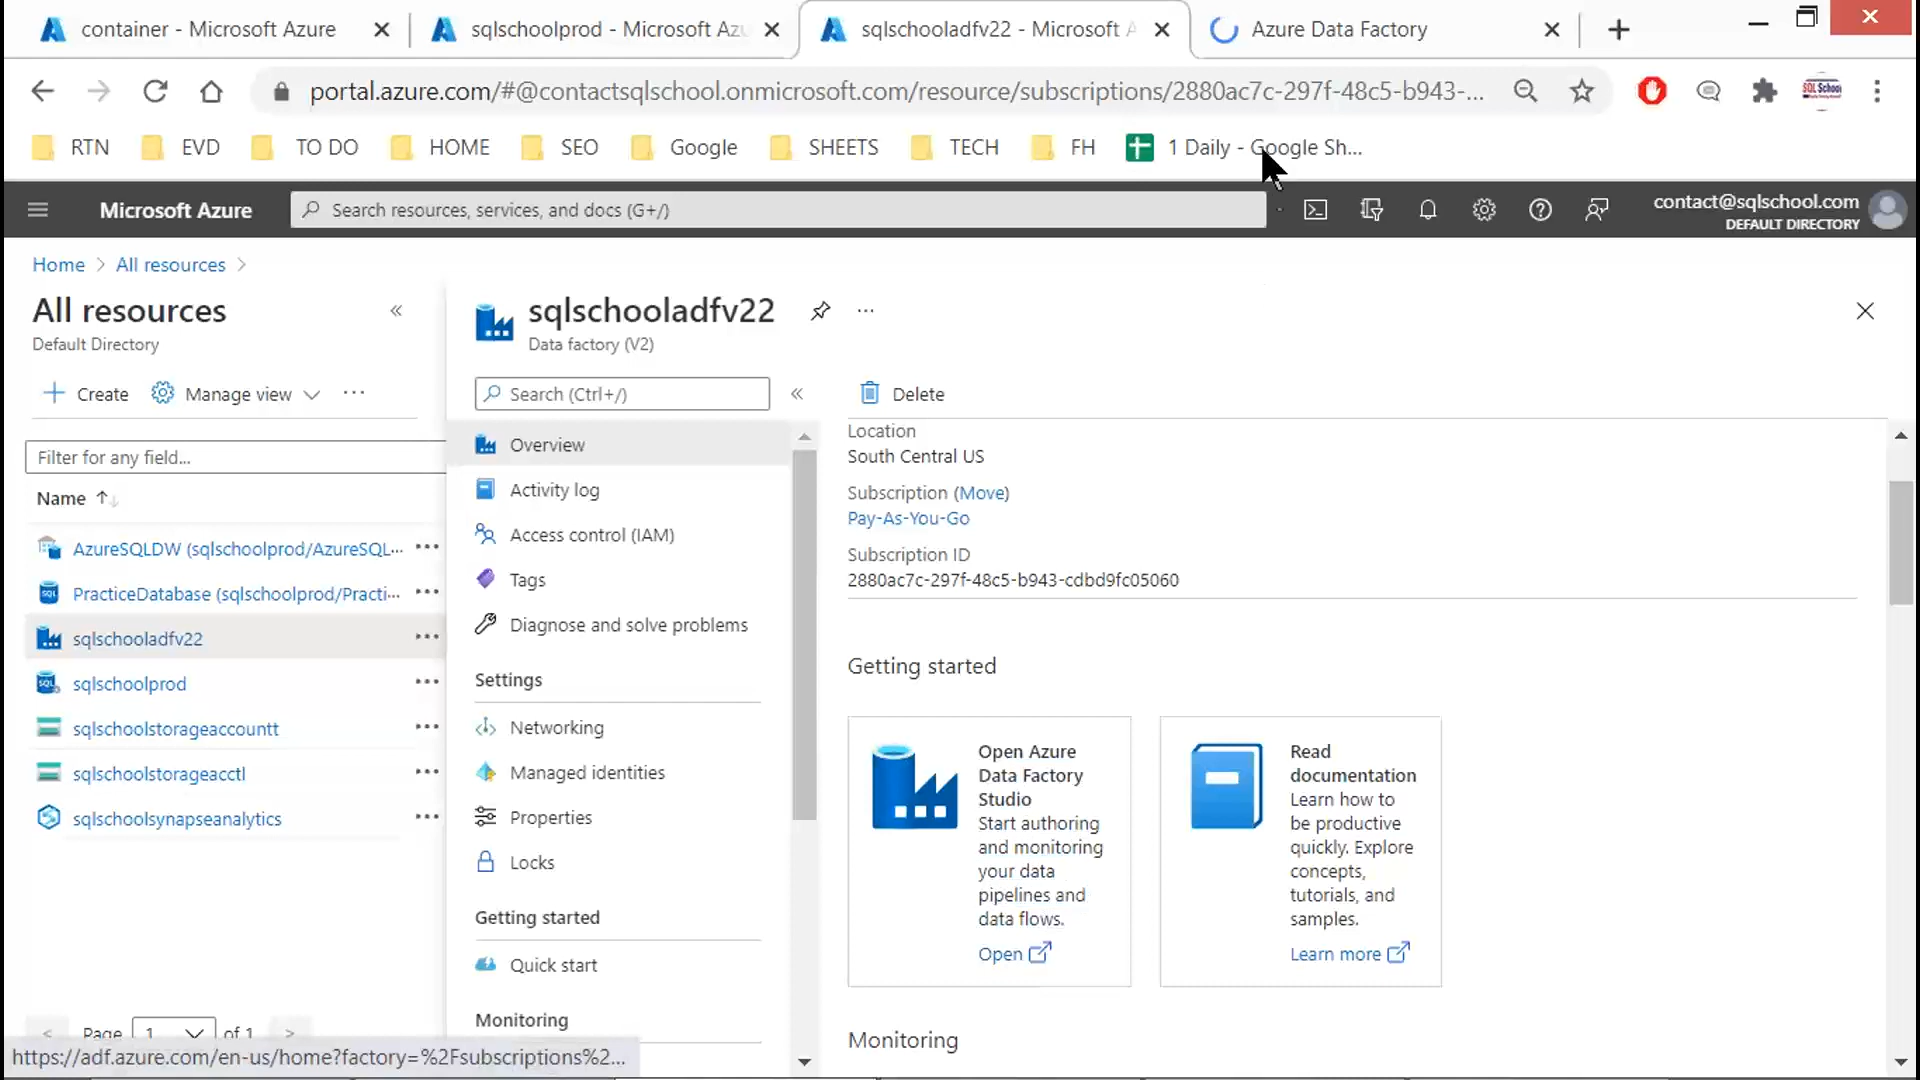 container - Microsoft Azure
sqlschoolprod - Microsoft Azu
sqlschooladfv22 - Microsoft A
Azure Data Factory
portal.azure.com/#@contactsqlschool.onmicrosoft.com/resource/subscriptions/2880ac7c-297f-48c5-b943-...
SQL School
RTN
EVD
TO DO
HOME
SEO
Google
SHEETS
TECH
FH
1 Daily - Google Sh...
Microsoft Azure
Search resources, services, and docs (G+/)
contact@sqlschool.com
DEFAULT DIRECTORY
Home > All resources >
All resources
Default Directory
Create
Manage view
...
Filter for any field...
Name
AzureSQLDW (sqlschoolprod/AzureSQL...
PracticeDatabase (sqlschoolprod/Practi...
sqlschooladfv22
sqlschoolprod
sqlschoolstorageaccountt
sqlschoolstorageacctl
sqlschoolsynapseanalytics
< Page 1 of 1 >
https://adf.azure.com/en-us/home?factory=%2Fsubscriptions%2...
sqlschooladfv22
Data factory (V2)
Search (Ctrl+/)
Overview
Activity log
Access control (IAM)
Tags
Diagnose and solve problems
Settings
Networking
Managed identities
Properties
Locks
Getting started
Quick start
Monitoring
Delete
Location
South Central US
Subscription (Move)
Pay-As-You-Go
Subscription ID
2880ac7c-297f-48c5-b943-cdbd9fc05060
Getting started
Open Azure
Data Factory
Studio
Start authoring
and monitoring
your data
pipelines and
data flows.
Open
Read
documentation
Learn how to
be productive
quickly. Explore
concepts,
tutorials, and
samples.
Learn more
Monitoring